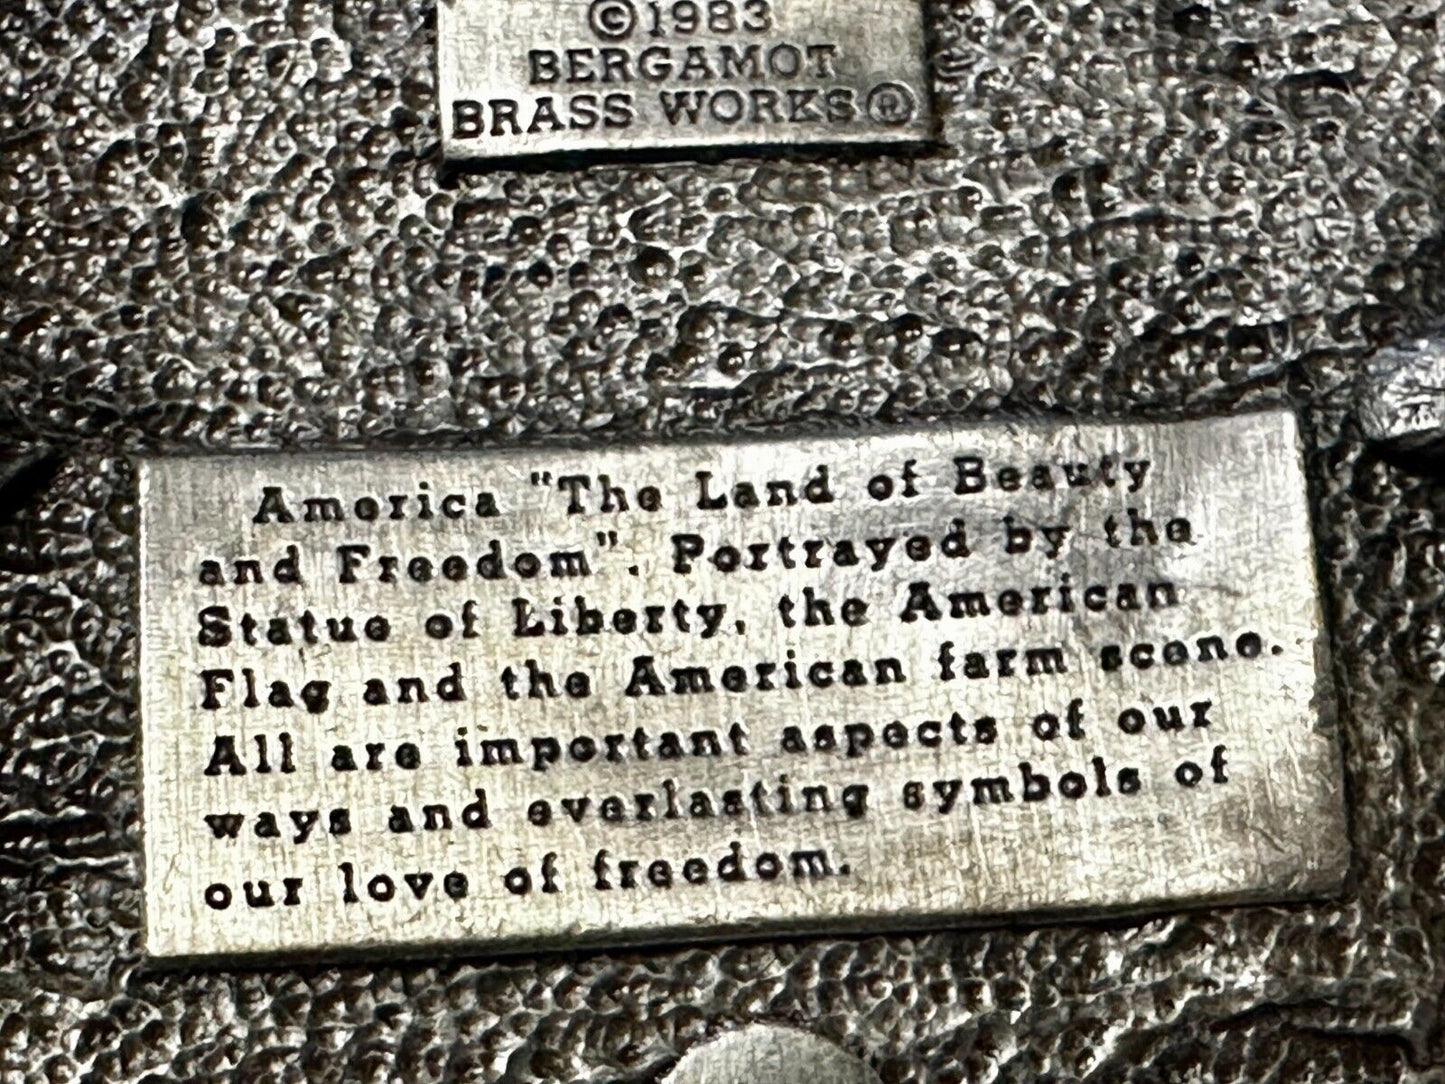 ©1983
BERGAMOT
BRASS WORKS®
America "The Land of Beauty
and Freedom". Portrayed by the
Statue of Liberty, the American
Flag and the American farm scene.
All are important aspects of our
ways and everlasting symbols of
our love of freedom.